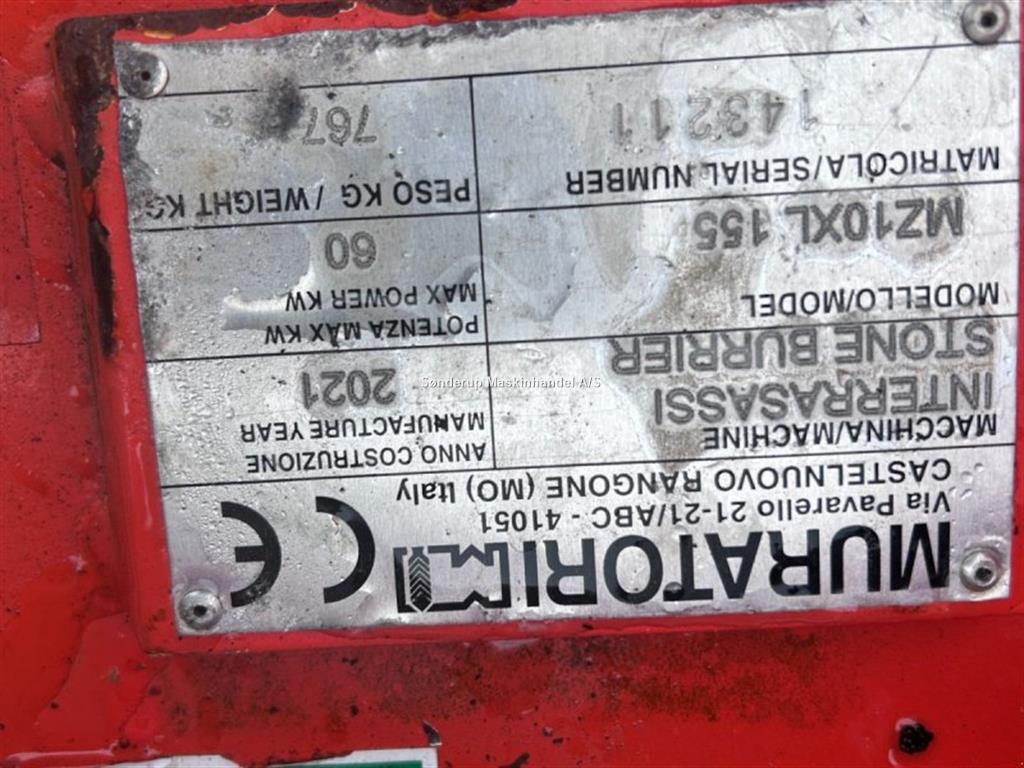 MURATORI CE
Via Pavarello 21-21/ABC - 41051
CASTELNUOVO RANGONE (MO) Italy
MACCHINA/MACHINE
INTERRASASSI
STONE BURRIER
ANNO COSTRUZIONE
MANUFACTURE YEAR
2021
MODELLO/MODEL
MZ10XL 155
POTENZA MAX KW
MAX POWER KW
60
MATRICOLA/SERIAL NUMBER
143211
PESO KG / WEIGHT KG
767
Sønderup Maskinhandel A/S